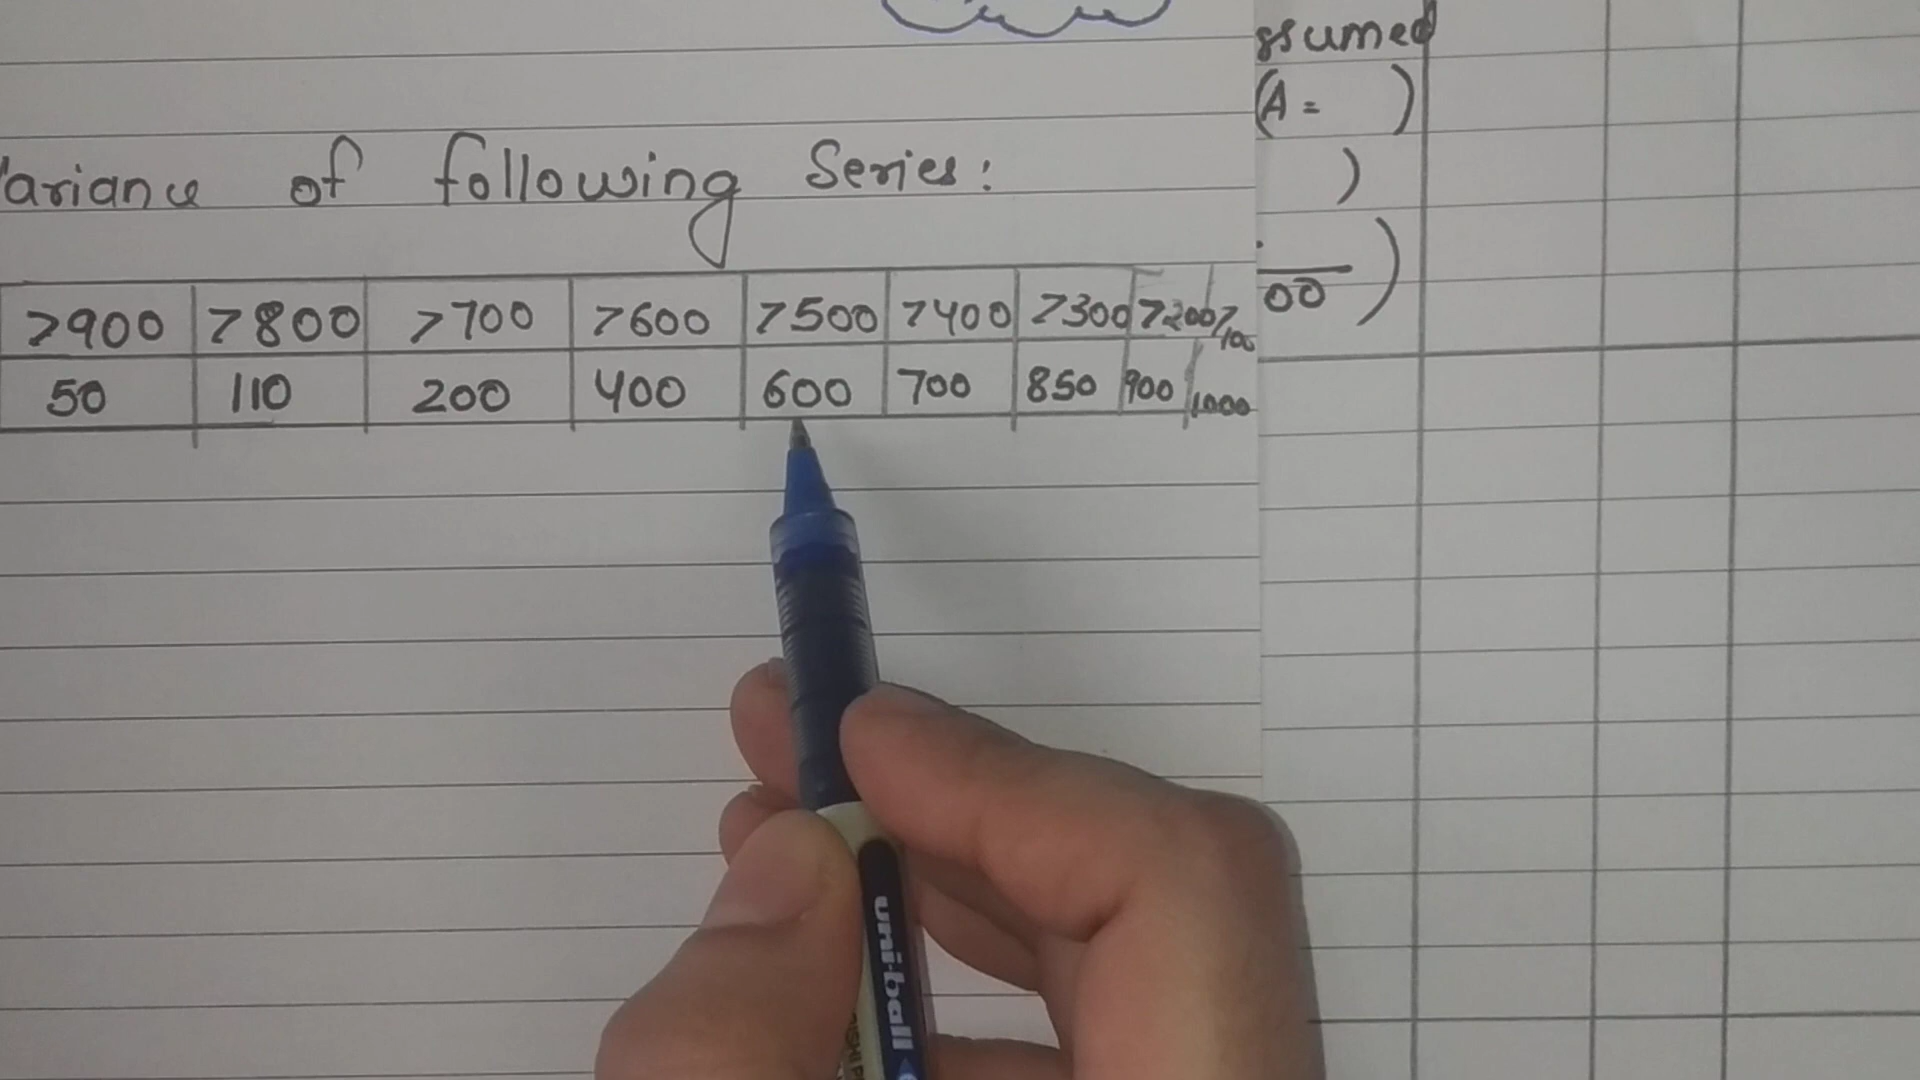 ssumed
(A =    )
)
00 )
ariance of following Series:
>900 >800 >700 >600 >500 >400 >300 >200 >100
50 110 200 400 600 700 850 900 1000
uni-ball